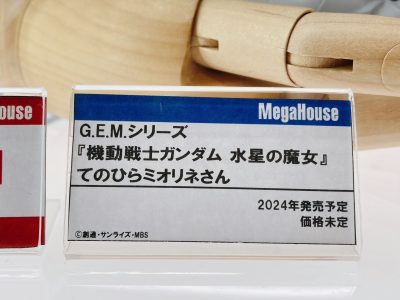 MegaHouse
G.E.M.シリーズ
『機動戦士ガンダム 水星の魔女』
てのひらミオリネさん
2024年発売予定
価格未定
©創通・サンライズ・MBS
ouse